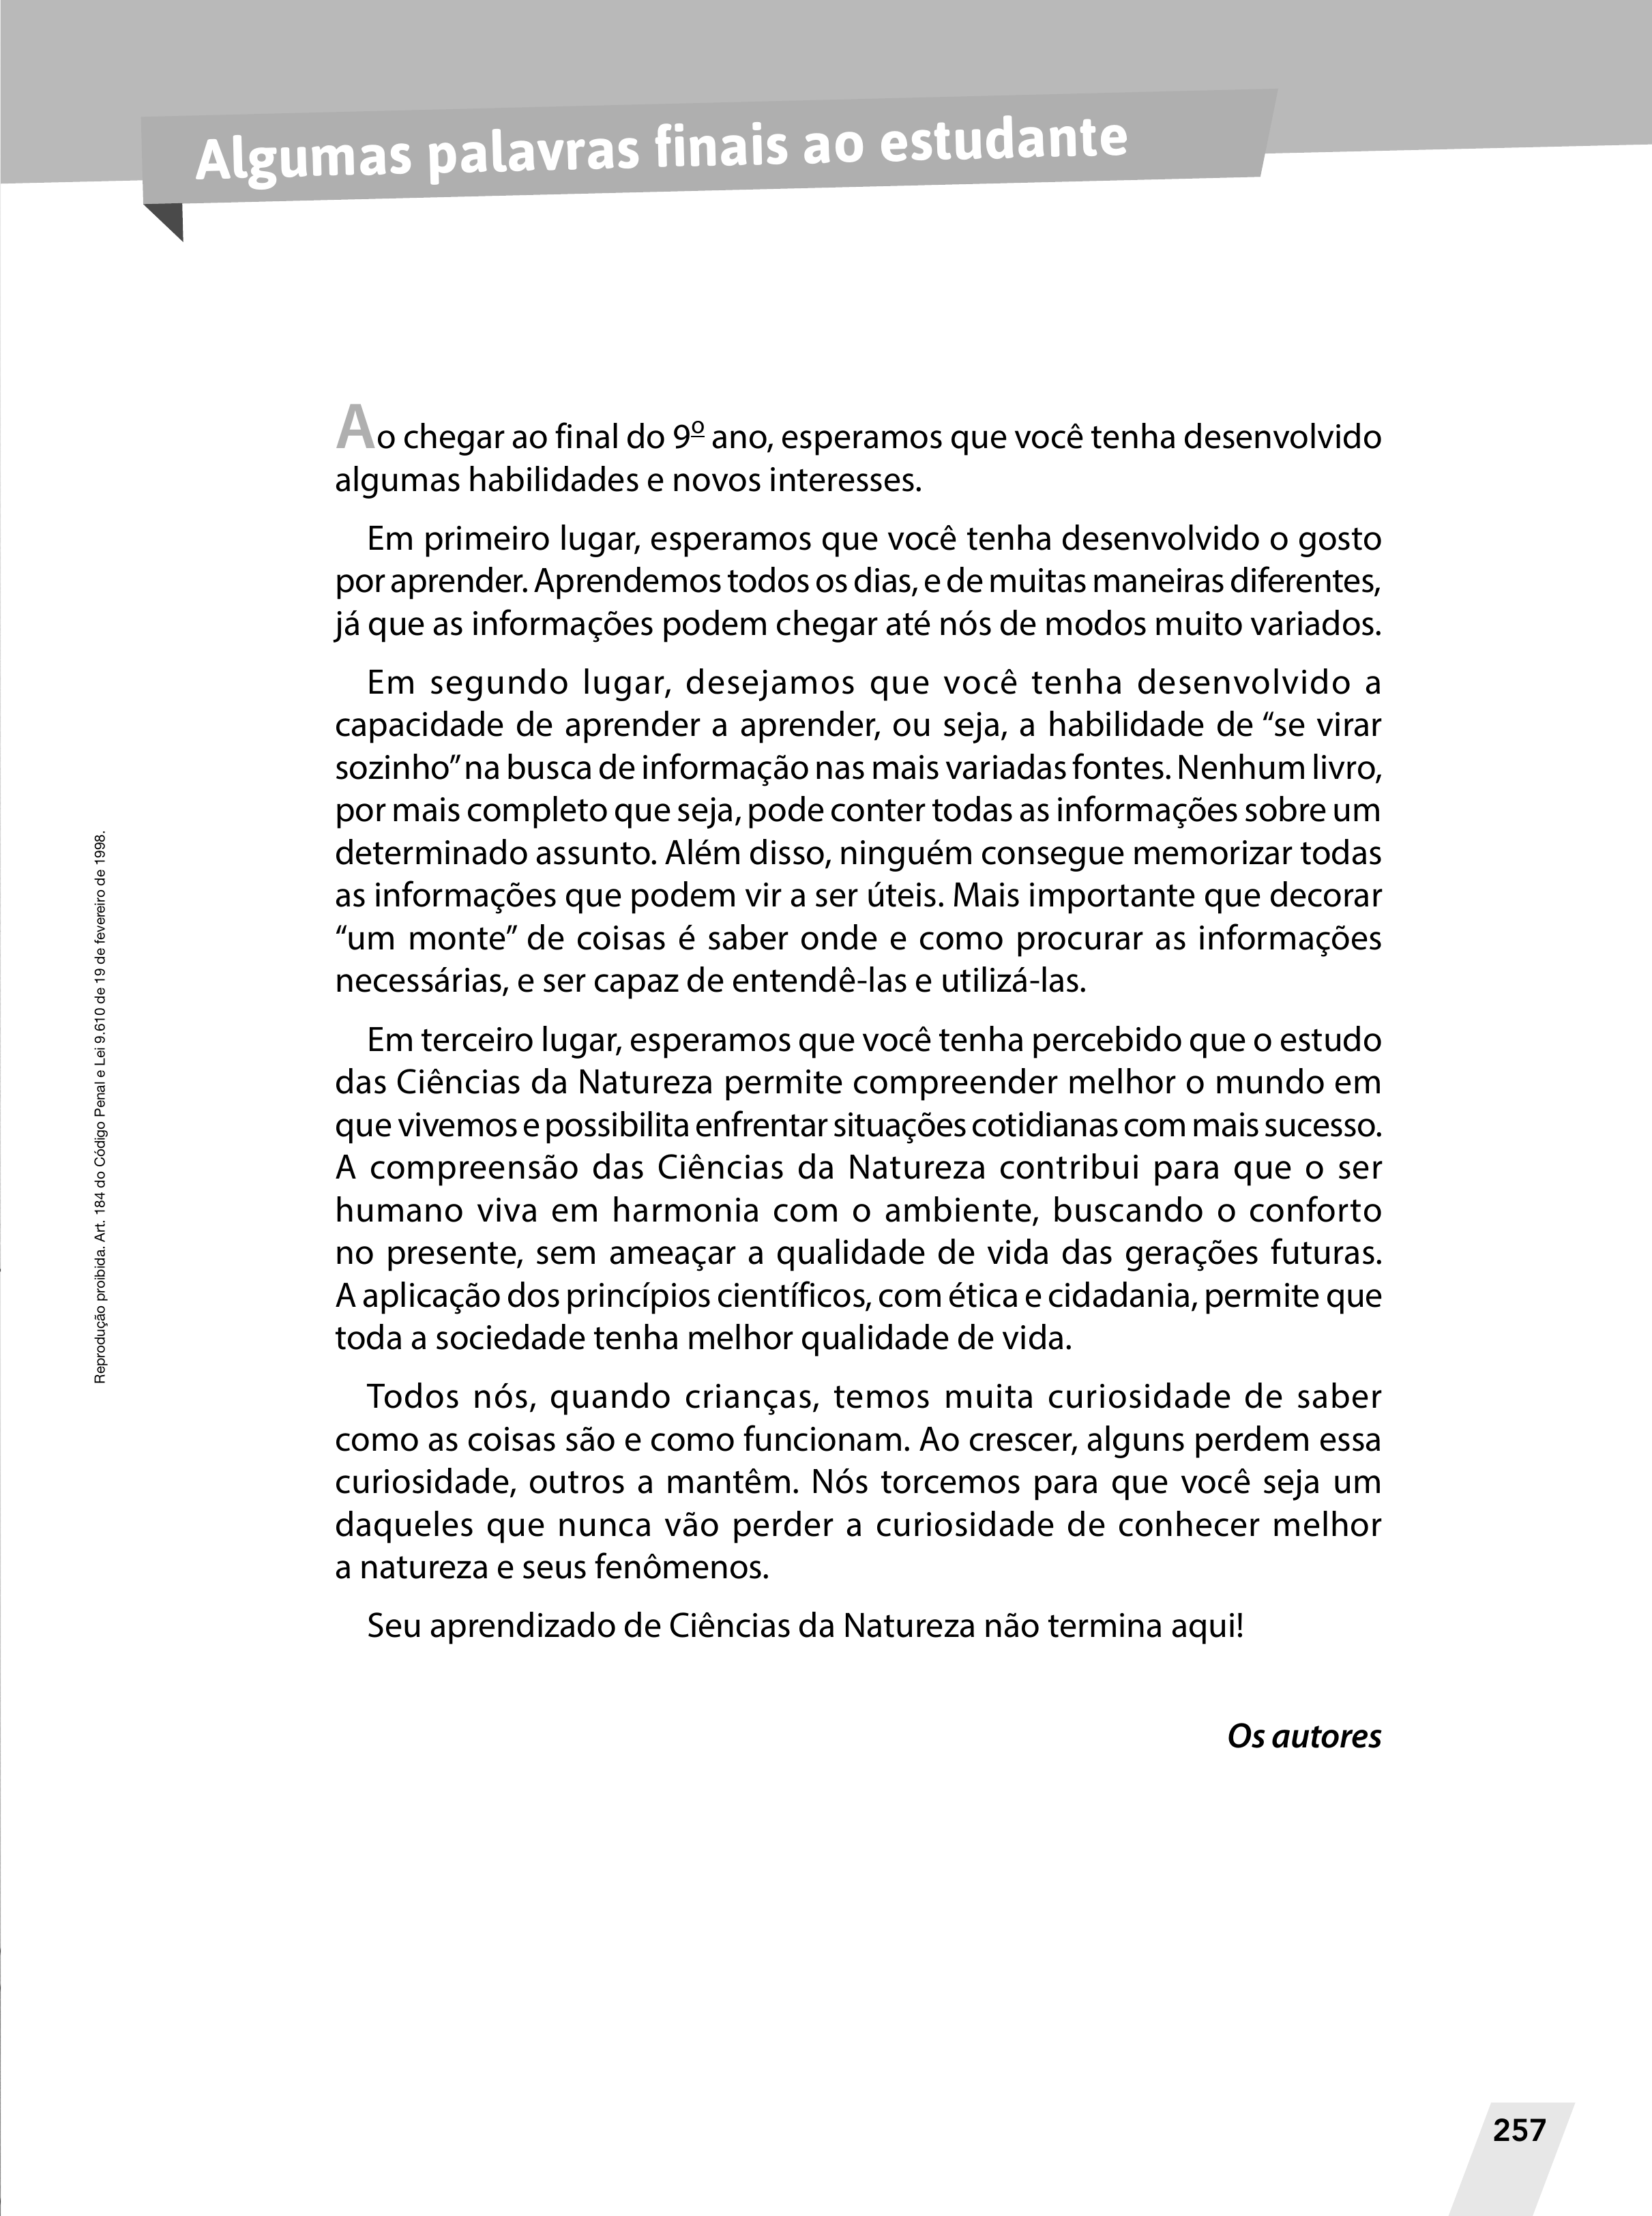 Algumas palavras finais ao estudante
Ao chegar ao final do 9º ano, esperamos que você tenha desenvolvido
algumas habilidades e novos interesses.
Em primeiro lugar, esperamos que você tenha desenvolvido o gosto
por aprender. Aprendemos todos os dias, e de muitas maneiras diferentes,
já que as informações podem chegar até nós de modos muito variados.
Em segundo lugar, desejamos que você tenha desenvolvido a
capacidade de aprender a aprender, ou seja, a habilidade de “se virar
sozinho” na busca de informação nas mais variadas fontes. Nenhum livro,
por mais completo que seja, pode conter todas as informações sobre um
determinado assunto. Além disso, ninguém consegue memorizar todas
as informações que podem vir a ser úteis. Mais importante que decorar
“um monte” de coisas é saber onde e como procurar as informações
necessárias, e ser capaz de entendê-las e utilizá-las.
Em terceiro lugar, esperamos que você tenha percebido que o estudo
das Ciências da Natureza permite compreender melhor o mundo em
que vivemos e possibilita enfrentar situações cotidianas com mais sucesso.
A compreensão das Ciências da Natureza contribui para que o ser
humano viva em harmonia com o ambiente, buscando o conforto
no presente, sem ameaçar a qualidade de vida das gerações futuras.
A aplicação dos princípios científicos, com ética e cidadania, permite que
toda a sociedade tenha melhor qualidade de vida.
Todos nós, quando crianças, temos muita curiosidade de saber
como as coisas são e como funcionam. Ao crescer, alguns perdem essa
curiosidade, outros a mantêm. Nós torcemos para que você seja um
daqueles que nunca vão perder a curiosidade de conhecer melhor
a natureza e seus fenômenos.
Seu aprendizado de Ciências da Natureza não termina aqui!
Os autores
Reprodução proibida. Art. 184 do Código Penal e Lei 9.610 de 19 de fevereiro de 1998.
257